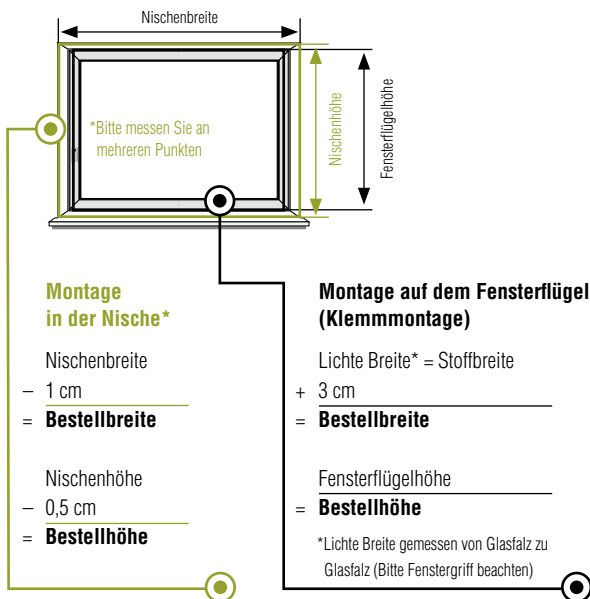 Nischenbreite
*Bitte messen Sie an
mehreren Punkten
Nischenhöhe
Fensterflügelhöhe
Montage
in der Nische*
Nischenbreite
– 1 cm
= Bestellbreite
Nischenhöhe
– 0,5 cm
= Bestellhöhe
Montage auf dem Fensterflügel
(Klemmmontage)
Lichte Breite* = Stoffbreite
+ 3 cm
= Bestellbreite
Fensterflügelhöhe
= Bestellhöhe
*Lichte Breite gemessen von Glasfalz zu
Glasfalz (Bitte Fenstergriff beachten)